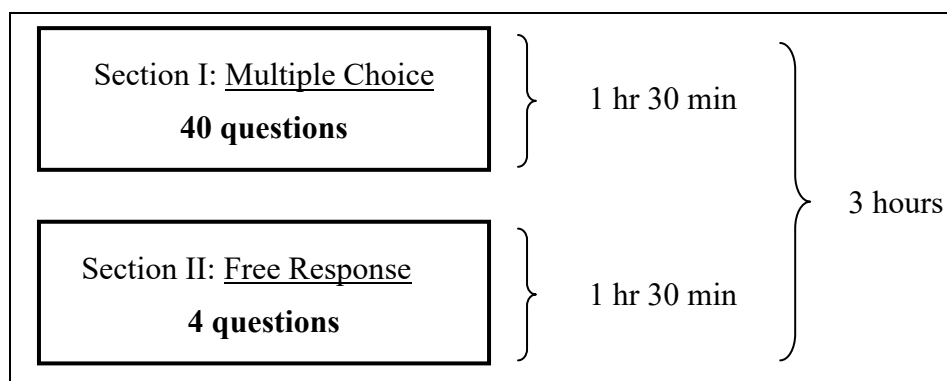 Section I: Multiple Choice
40 questions
1 hr 30 min
3 hours
Section II: Free Response
4 questions
1 hr 30 min